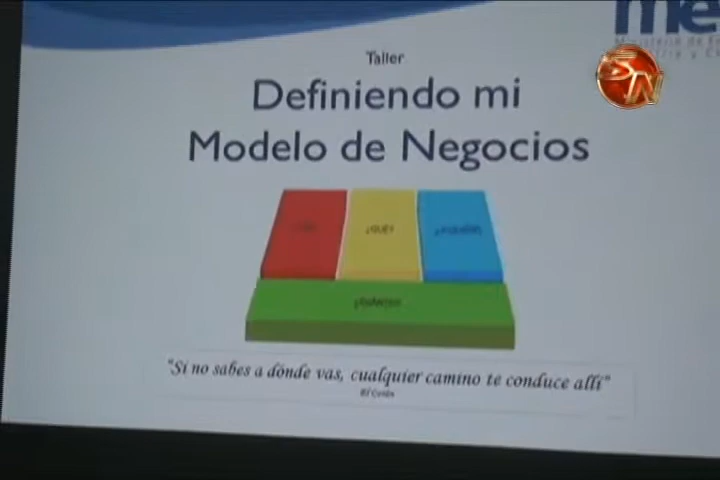 Taller
Definiendo mi
Modelo de Negocios
¿QUÉ?
"Si no sabes a dónde vas, cualquier camino te conduce allí"